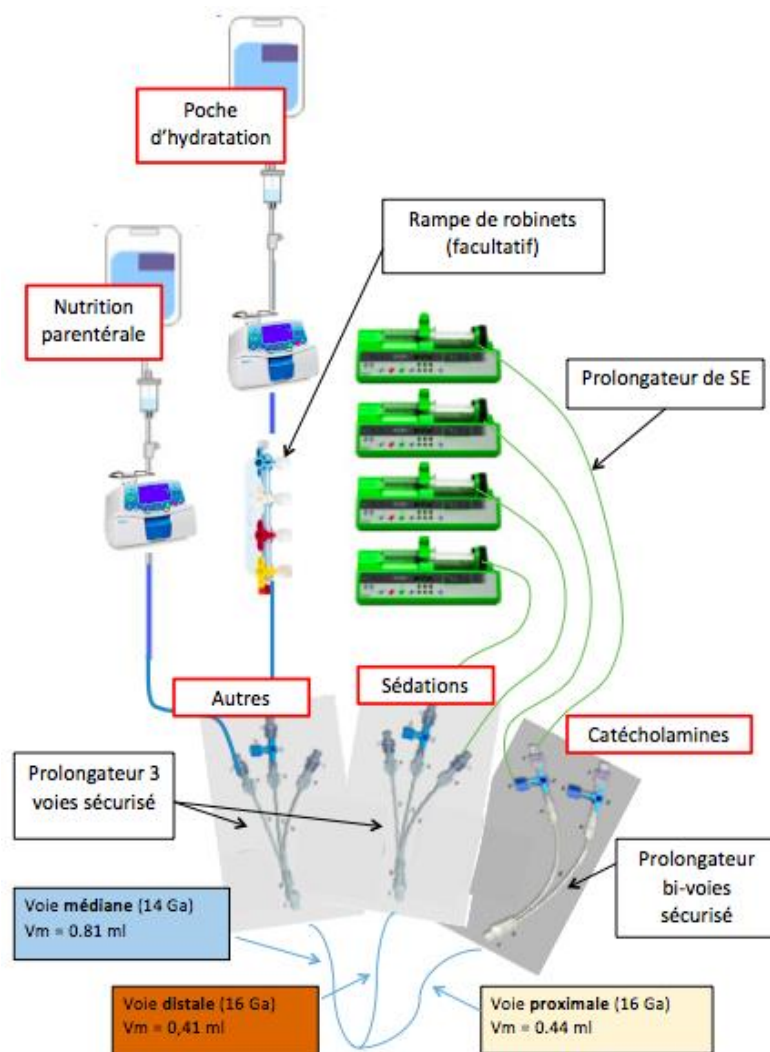 Poche
d'hydratation
Rampe de robinets
(facultatif)
Nutrition
parentérale
Prolongateur de SE
Autres
Sédations
Catécholamines
Prolongateur 3
voies sécurisé
Prolongateur
bi-voies
sécurisé
Voie médiane (14 Ga)
Vm = 0.81 ml
Voie distale (16 Ga)
Vm = 0,41 ml
Voie proximale (16 Ga)
Vm = 0.44 ml